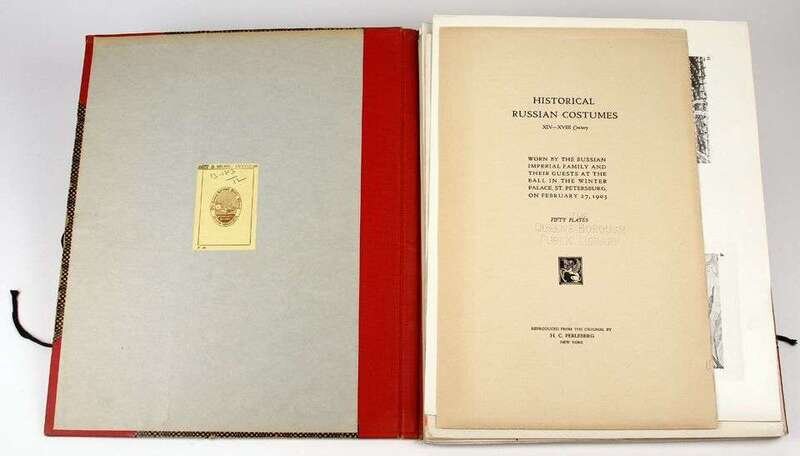 HISTORICAL
RUSSIAN COSTUMES
XIV—XVIII Century
WORN BY THE RUSSIAN
IMPERIAL FAMILY AND
THEIR GUESTS AT THE
BALL IN THE WINTER
PALACE, ST. PETERSBURG,
ON FEBRUARY 27, 1903
FIFTY PLATES
THE
QUEENS BOROUGH
PUBLIC LIBRARY
REPRODUCED FROM THE ORIGINAL BY
H. C. PERLEBERG
NEW YORK